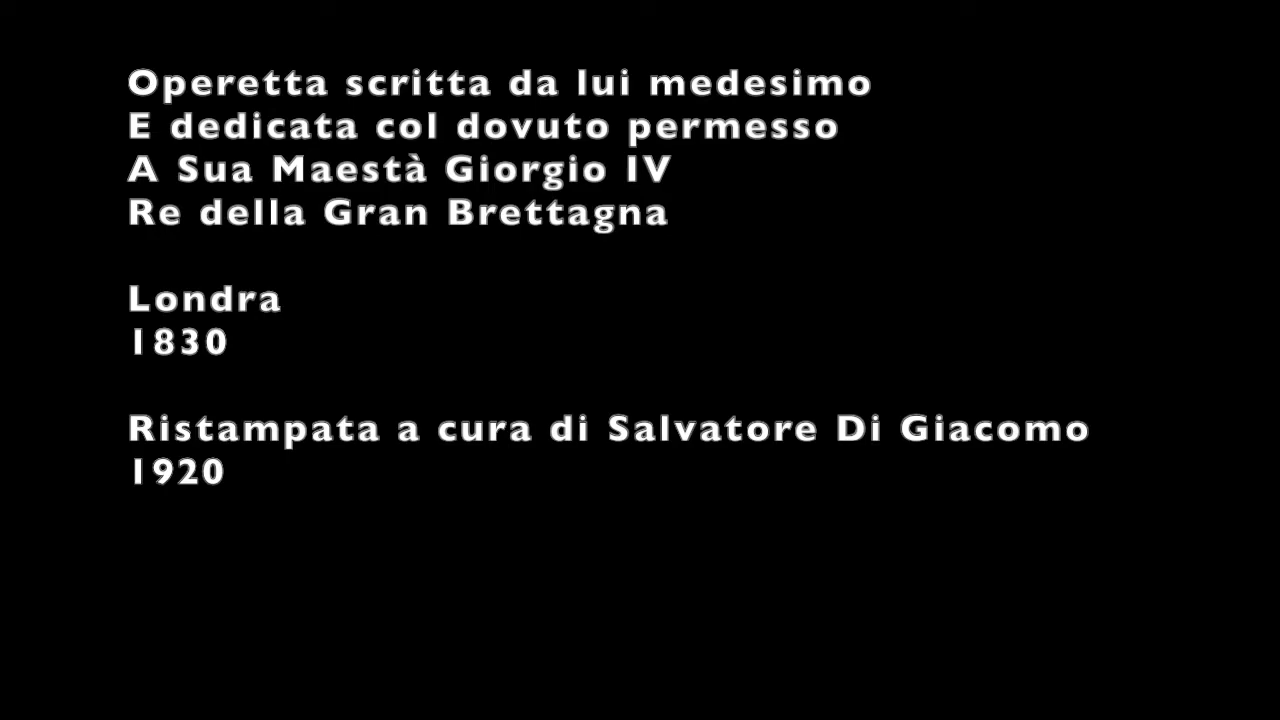 Operetta scritta da lui medesimo
E dedicata col dovuto permesso
A Sua Maestà Giorgio IV
Re della Gran Brettagna
Londra
1830
Ristampata a cura di Salvatore Di Giacomo
1920